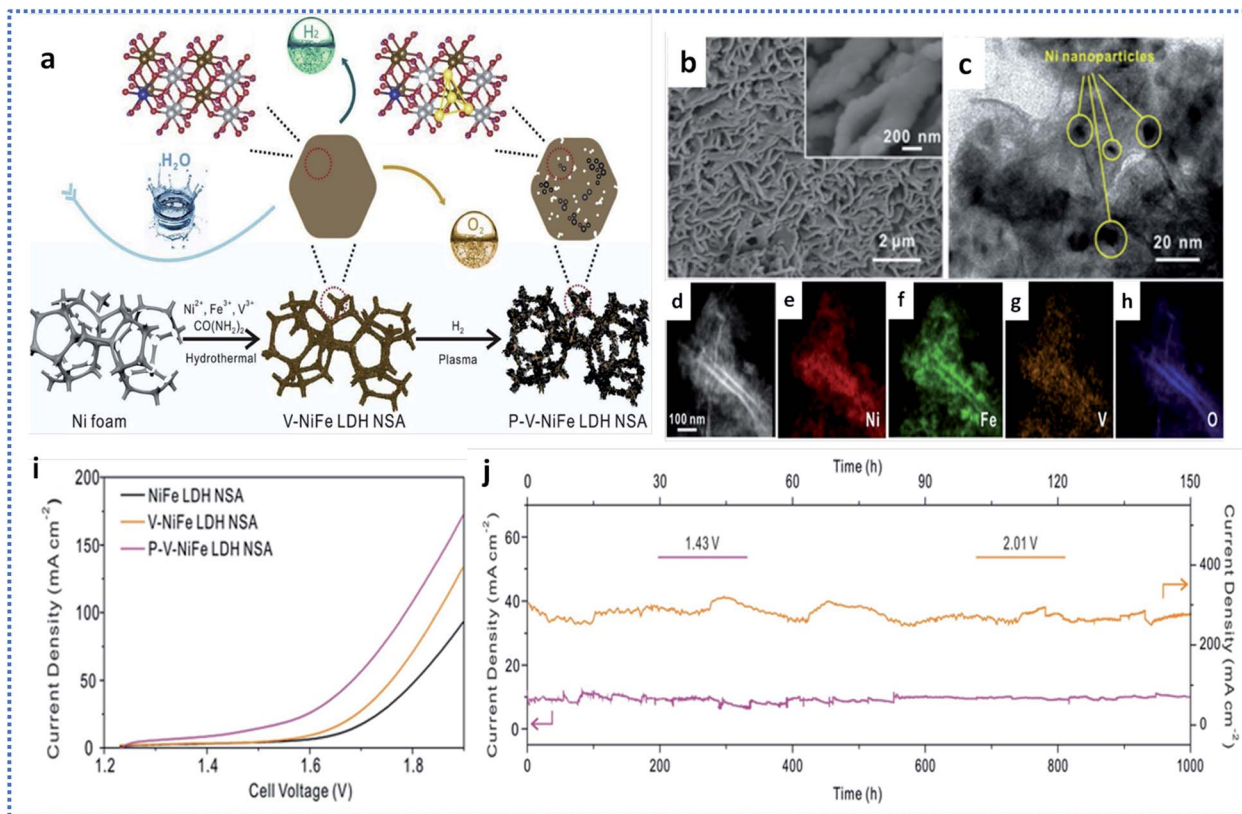 a
H₂
H₂O
O₂
Ni²⁺, Fe³⁺, V³⁺
CO(NH₂)₂
Hydrothermal
H₂
Plasma
Ni foam
V-NiFe LDH NSA
P-V-NiFe LDH NSA
b
200 nm
2 μm
c
Ni nanoparticles
20 nm
d
100 nm
e
Ni
f
Fe
g
V
h
O
i
Current Density (mA cm⁻²)
200
150
100
50
0
NiFe LDH NSA
V-NiFe LDH NSA
P-V-NiFe LDH NSA
1.2 1.4 1.6 1.8
Cell Voltage (V)
j
Time (h)
0 30 60 90 120 150
Current Density (mA cm⁻²)
60
40
20
0
1.43 V
2.01 V
400
200
0
Current Density (mA cm⁻²)
0 200 400 600 800 1000
Time (h)